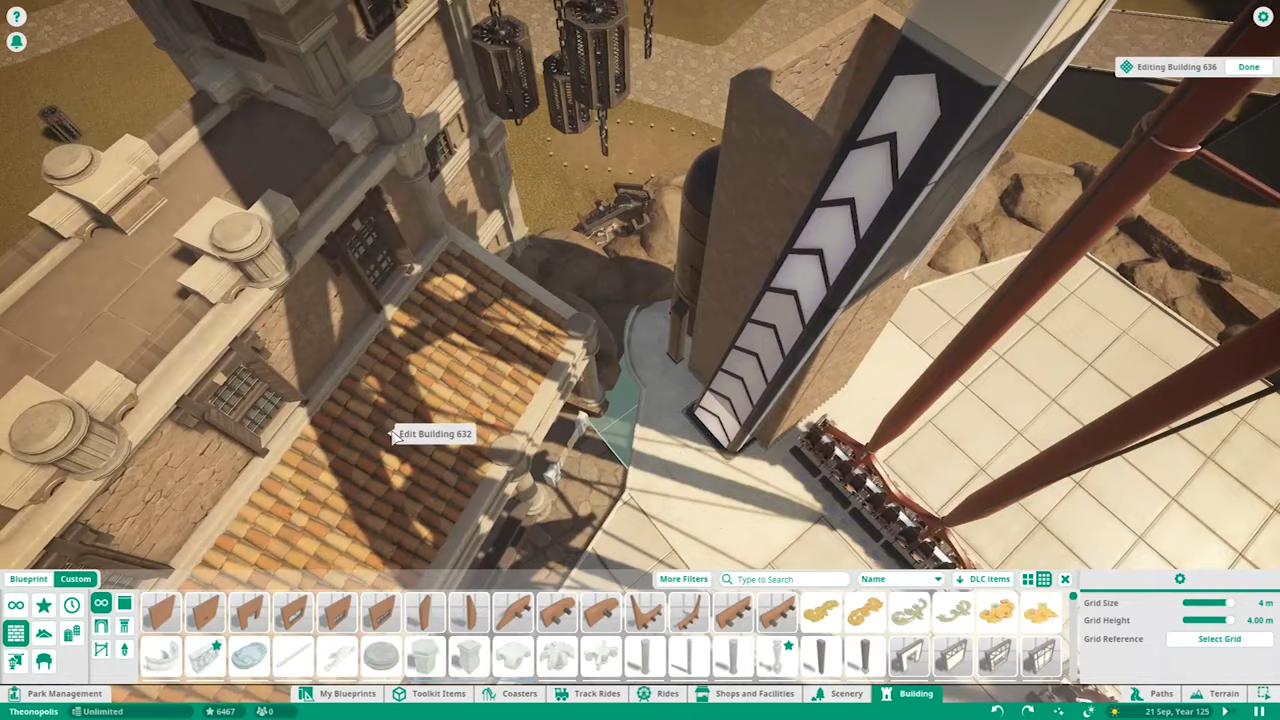 ?
Editing Building 636
Done
Edit Building 632
Blueprint
Custom
More Filters
Type to Search
Name
DLC items
Grid Size
4 m
Grid Height
4.00 m
Grid Reference
Select Grid
Park Management
My Blueprints
Toolkit Items
Coasters
Track Rides
Rides
Shops and Facilities
Scenery
Building
Paths
Terrain
Theonopolis
Unlimited
6467
0
21 Sep, Year 125